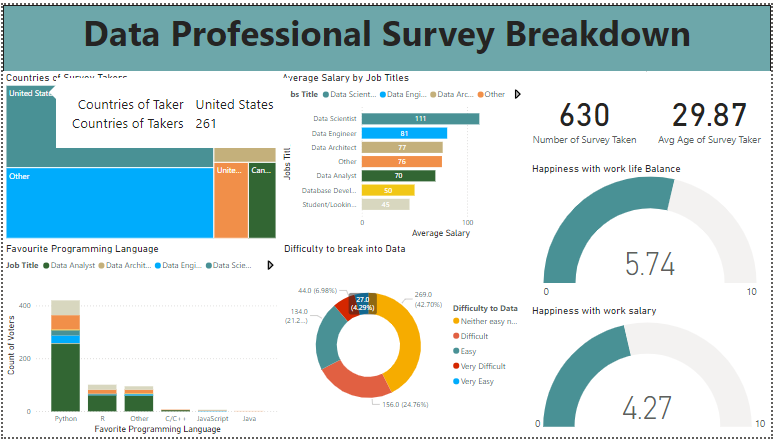 Data Professional Survey Breakdown
Countries of Survey Takers
United State
Countries of Taker United States
Countries of Takers 261
Other
Unite...
Can...
Average Salary by Job Titles
bs Title Data Scient... Data Engi... Data Arc... Other
Jobs Titl
Data Scientist 111
Data Engineer 81
Data Architect 77
Other 76
Data Analyst 70
Database Devel... 50
Student/Lookin... 45
0 100
Average Salary
630
Number of Survey Taken
29.87
Avg Age of Survey Taker
Happiness with work life Balance
5.74
0 10
Favourite Programming Language
Job Title Data Analyst Data Archit... Data Engi... Data Scie...
Count of Voters
400
200
0
Python R Other C/C++ JavaScript Java
Favorite Programming Language
Difficulty to break into Data
44.0 (6.98%)
27.0
(4.29%)
269.0
(42.70%)
134.0
(21.2...)
156.0 (24.76%)
Difficulty to Data
Neither easy n...
Difficult
Easy
Very Difficult
Very Easy
Happiness with work salary
4.27
0 10